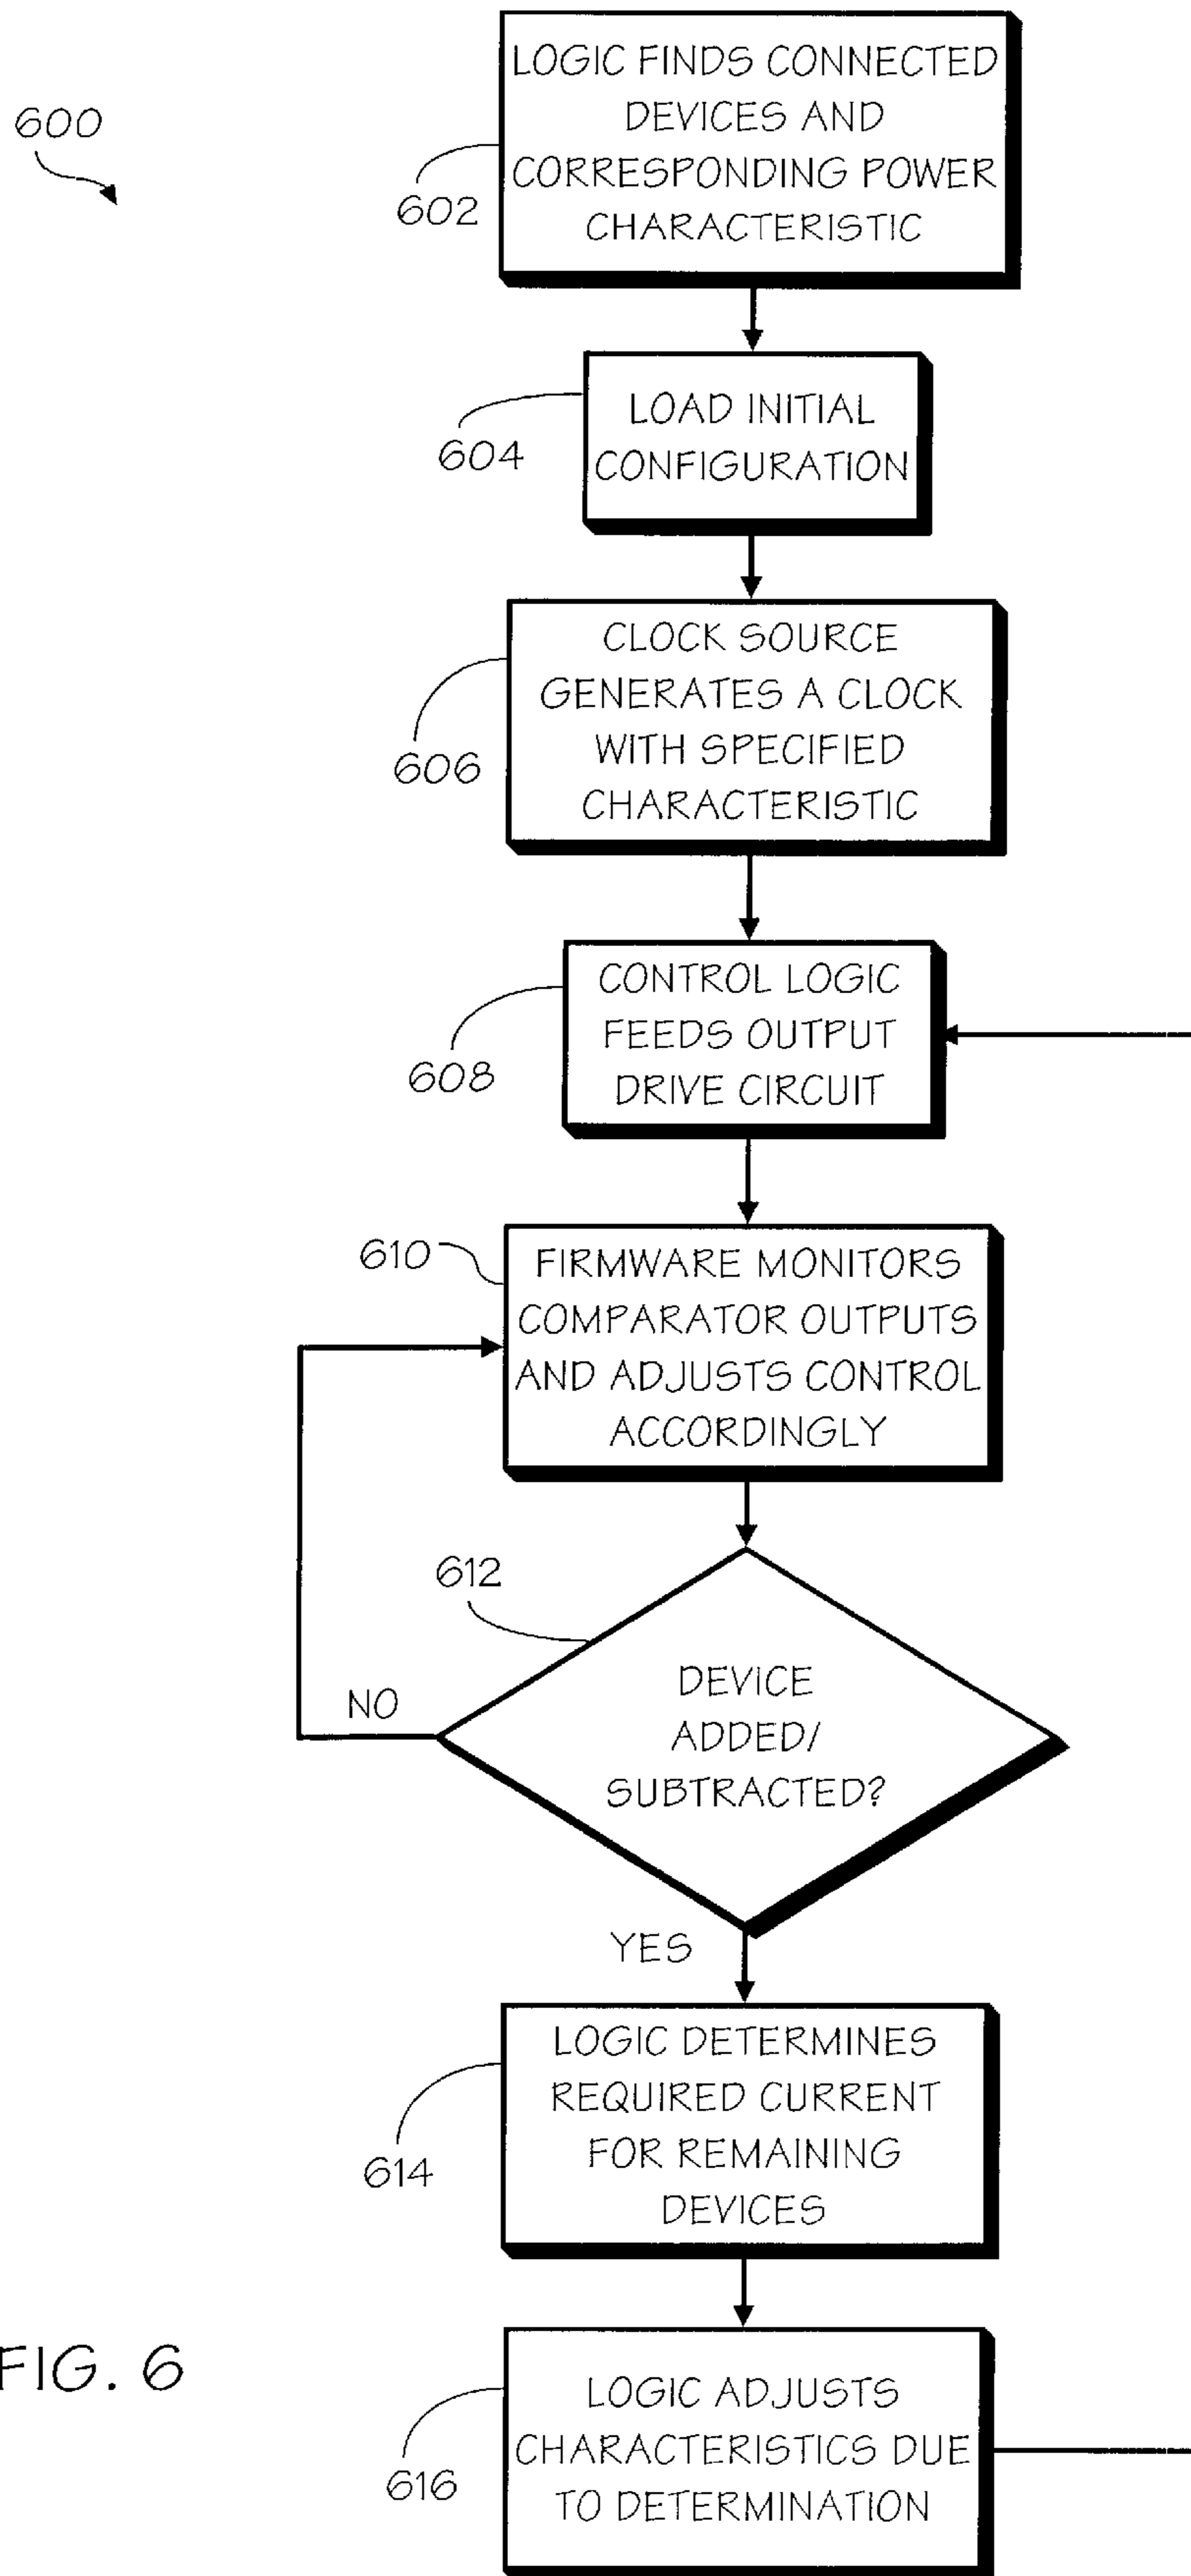 600
LOGIC FINDS CONNECTED
DEVICES AND
CORRESPONDING POWER
CHARACTERISTIC
602
LOAD INITIAL
CONFIGURATION
604
CLOCK SOURCE
GENERATES A CLOCK
WITH SPECIFIED
CHARACTERISTIC
606
CONTROL LOGIC
FEEDS OUTPUT
DRIVE CIRCUIT
608
610
FIRMWARE MONITORS
COMPARATOR OUTPUTS
AND ADJUSTS CONTROL
ACCORDINGLY
612
DEVICE
ADDED/
SUBTRACTED?
NO
YES
LOGIC DETERMINES
REQUIRED CURRENT
FOR REMAINING
DEVICES
614
FIG. 6
LOGIC ADJUSTS
CHARACTERISTICS DUE
TO DETERMINATION
616